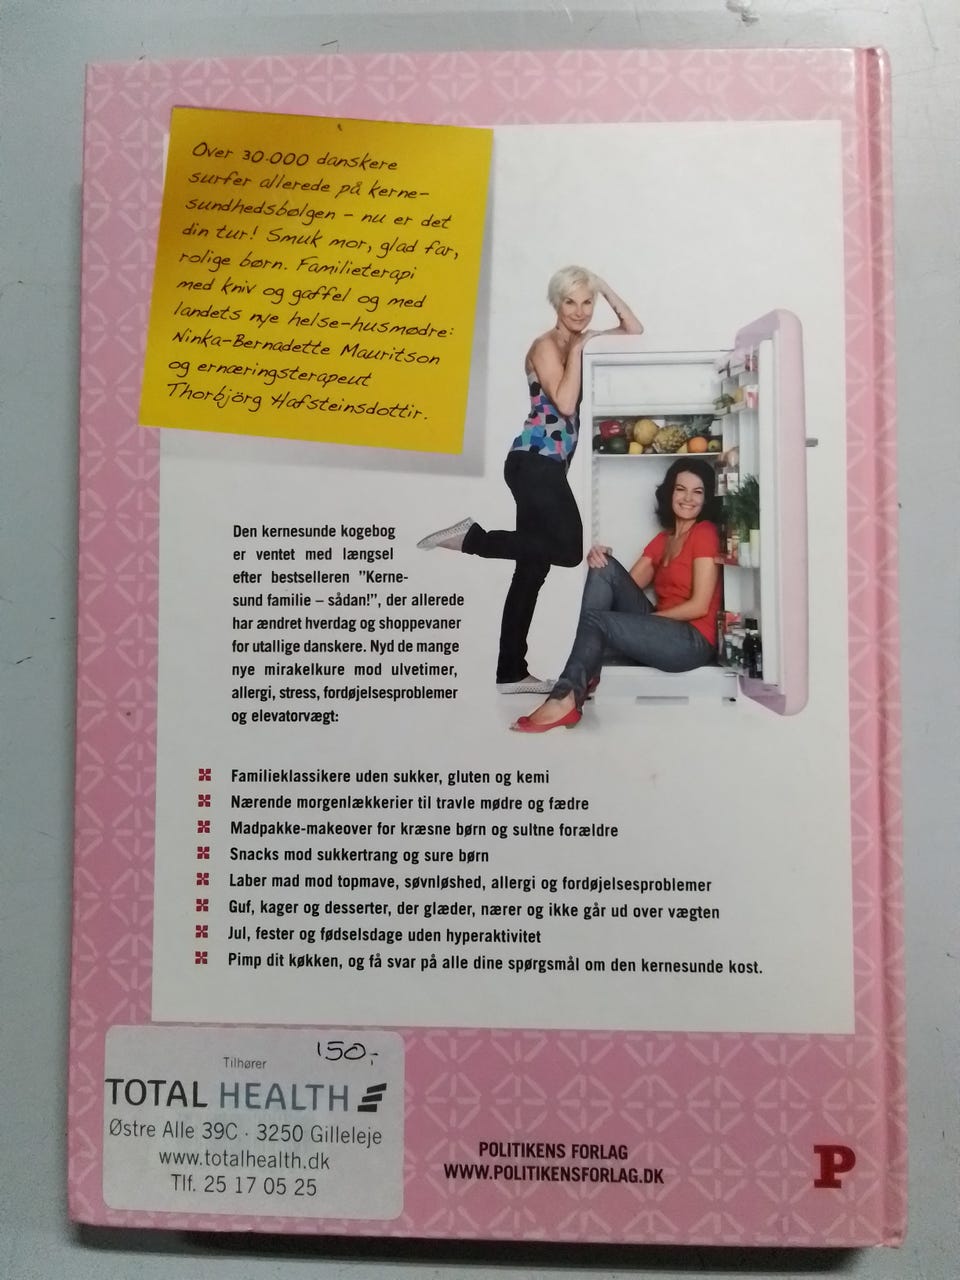 Over 30.000 danskere
surfer allerede på kerne-
sundhedsbølgen - nu er det
din tur! Smuk mor, glad far,
rolige børn. Familieterapi
med kniv og gaffel og med
landets nye helse-husmødre:
Ninka-Bernadette Mauritson
og ernæringsterapeut
Thorbjörg Hafsteinsdottir.
Den kernesunde kogebog
er ventet med længsel
efter bestselleren "Kerne-
sund familie – sådan!", der allerede
har ændret hverdag og shoppevaner
for utallige danskere. Nyd de mange
nye mirakelkure mod ulvetimer,
allergi, stress, fordøjelsesproblemer
og elevatorvægt:
Familieklassikere uden sukker, gluten og kemi
Nærende morgenlækkerier til travle mødre og fædre
Madpakke-makeover for kræsne børn og sultne forældre
Snacks mod sukkertrang og sure børn
Laber mad mod topmave, søvnløshed, allergi og fordøjelsesproblemer
Guf, kager og desserter, der glæder, nærer og ikke går ud over vægten
Jul, fester og fødselsdage uden hyperaktivitet
Pimp dit køkken, og få svar på alle dine spørgsmål om den kernesunde kost.
150,-
Tilhører
TOTAL HEALTH
Østre Alle 39C · 3250 Gilleleje
www.totalhealth.dk
Tlf. 25 17 05 25
POLITIKENS FORLAG
WWW.POLITIKENSFORLAG.DK
P